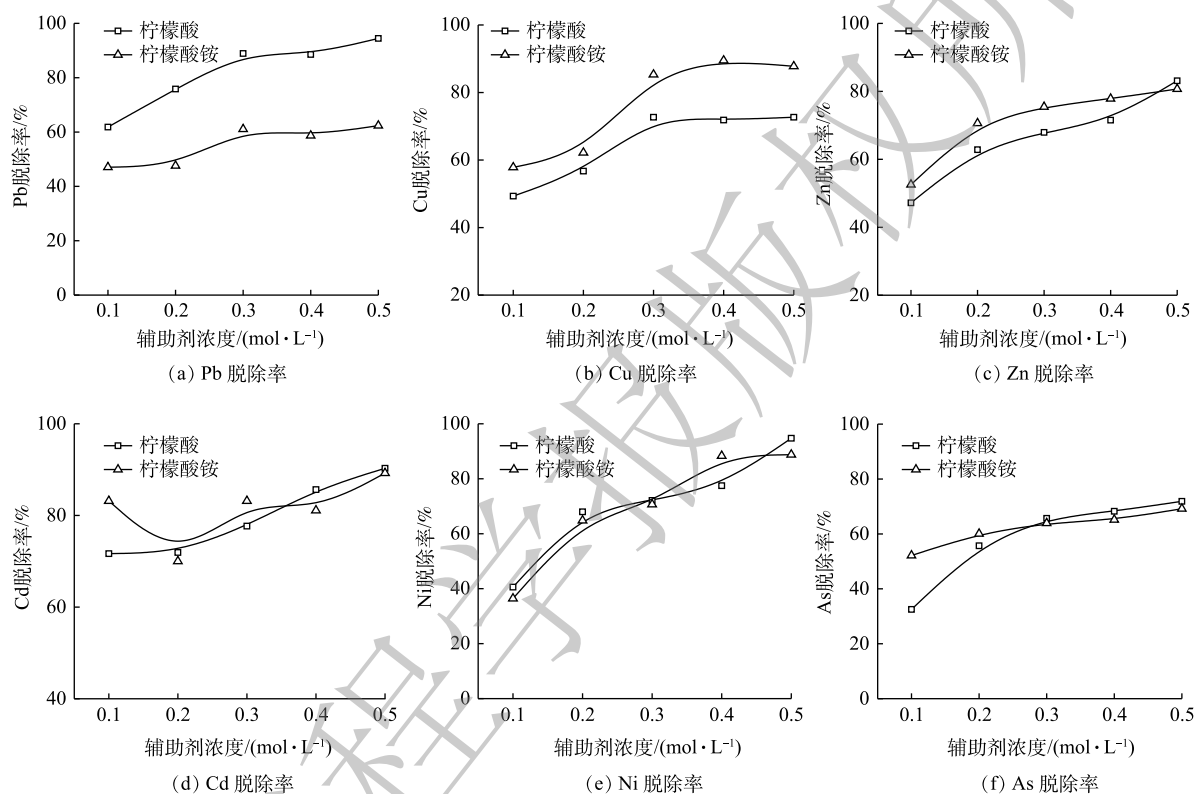 100
80
60
40
20
0
Pb脱除率/%
柠檬酸
柠檬酸铵
0.1 0.2 0.3 0.4 0.5
辅助剂浓度/(mol·L⁻¹)
(a) Pb 脱除率
100
80
60
40
20
Cu脱除率/%
柠檬酸
柠檬酸铵
0.1 0.2 0.3 0.4 0.5
辅助剂浓度/(mol·L⁻¹)
(b) Cu 脱除率
100
80
60
40
20
Zn脱除率/%
柠檬酸
柠檬酸铵
0.1 0.2 0.3 0.4 0.5
辅助剂浓度/(mol·L⁻¹)
(c) Zn 脱除率
100
80
60
40
Cd脱除率/%
柠檬酸
柠檬酸铵
0.1 0.2 0.3 0.4 0.5
辅助剂浓度/(mol·L⁻¹)
(d) Cd 脱除率
100
80
60
40
20
0
Ni脱除率/%
柠檬酸
柠檬酸铵
0.1 0.2 0.3 0.4 0.5
辅助剂浓度/(mol·L⁻¹)
(e) Ni 脱除率
100
80
60
40
20
0
As脱除率/%
柠檬酸
柠檬酸铵
0.1 0.2 0.3 0.4 0.5
辅助剂浓度/(mol·L⁻¹)
(f) As 脱除率
程学报版权所